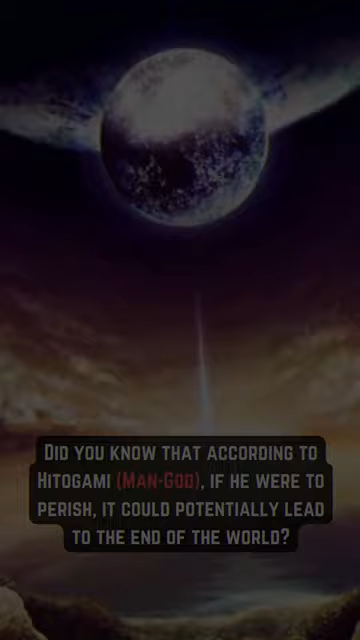 Did you know that according to
Hitogami (Man-God), if he were to
perish, it could potentially lead
to the end of the world?